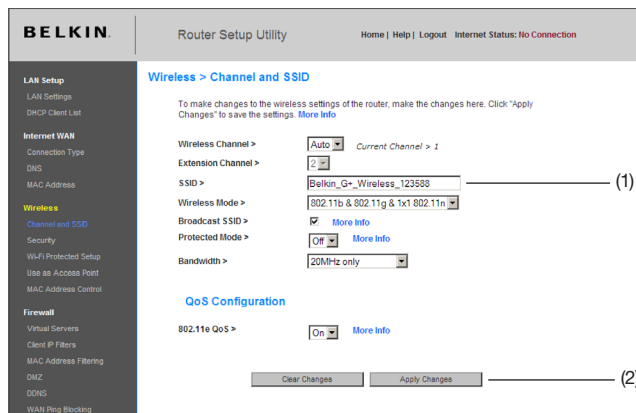 BELKIN.
Router Setup Utility
Home | Help | Logout Internet Status: No Connection
LAN Setup
LAN Settings
DHCP Client List
Internet WAN
Connection Type
DNS
MAC Address
Wireless
Channel and SSID
Security
Wi-Fi Protected Setup
Use as Access Point
MAC Address Control
Firewall
Virtual Servers
Client IP Filters
MAC Address Filtering
DMZ
DDNS
WAN Ping Blocking
Wireless > Channel and SSID
To make changes to the wireless settings of the router, make the changes here. Click "Apply
Changes" to save the settings. More Info
Wireless Channel > Auto Current Channel > 1
Extension Channel > 2
SSID > Belkin_G+_Wireless_123588 (1)
Wireless Mode > 802.11b & 802.11g & 1x1 802.11n
Broadcast SSID > More Info
Protected Mode > Off More Info
Bandwidth > 20MHz only
QoS Configuration
802.11e QoS > On More Info
Clear Changes Apply Changes (2)